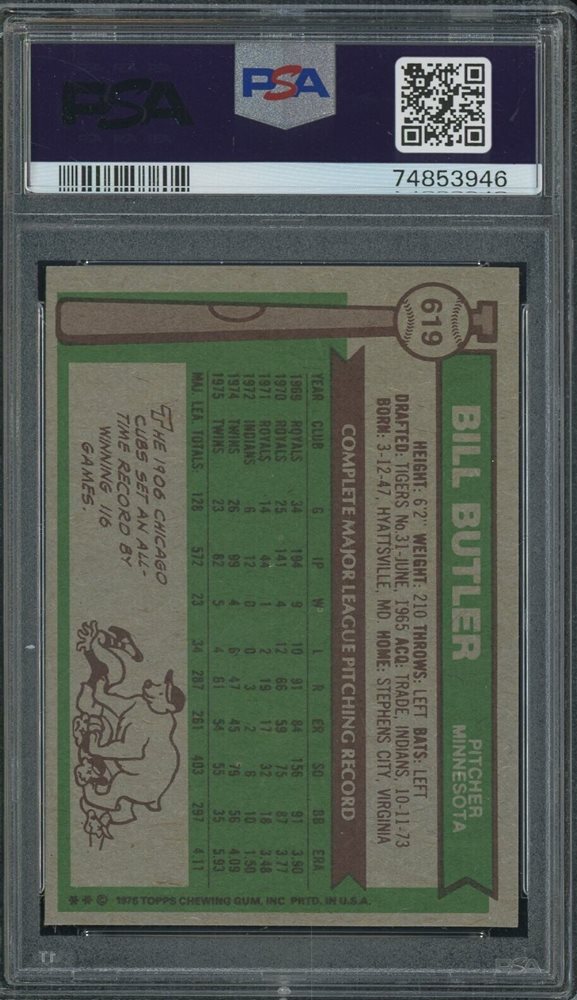 PSA
PSA
74853946
619
BILL BUTLER
PITCHER
MINNESOTA
HEIGHT: 6'2" WEIGHT: 210 THROWS: LEFT BATS: LEFT
DRAFTED: TIGERS No. 31-JUNE, 1965 ACQ: TRADE, INDIANS, 10-11-73
BORN: 3-12-47, HYATTSVILLE, MD HOME: STEPHENS CITY, VIRGINIA
COMPLETE MAJOR LEAGUE PITCHING RECORD
YEAR CLUB G IP W L R ER SO BB ERA
1969 ROYALS 34 194 9 10 91 84 156 91 3.90
1970 ROYALS 25 141 4 12 66 59 75 87 3.77
1971 ROYALS 14 44 1 2 19 17 32 18 3.48
1972 INDIANS 6 12 0 0 3 2 6 10 1.50
1974 TWINS 26 99 4 6 47 45 79 56 4.09
1975 TWINS 23 82 5 4 61 54 55 35 5.93
MAJ. LEA. TOTALS 128 572 23 34 287 261 403 297 4.11
THE 1906 CHICAGO
CUBS SET AN ALL-
TIME RECORD BY
WINNING 116
GAMES.
** © 1976 TOPPS CHEWING GUM, INC. PRTD. IN U.S.A.
PSA